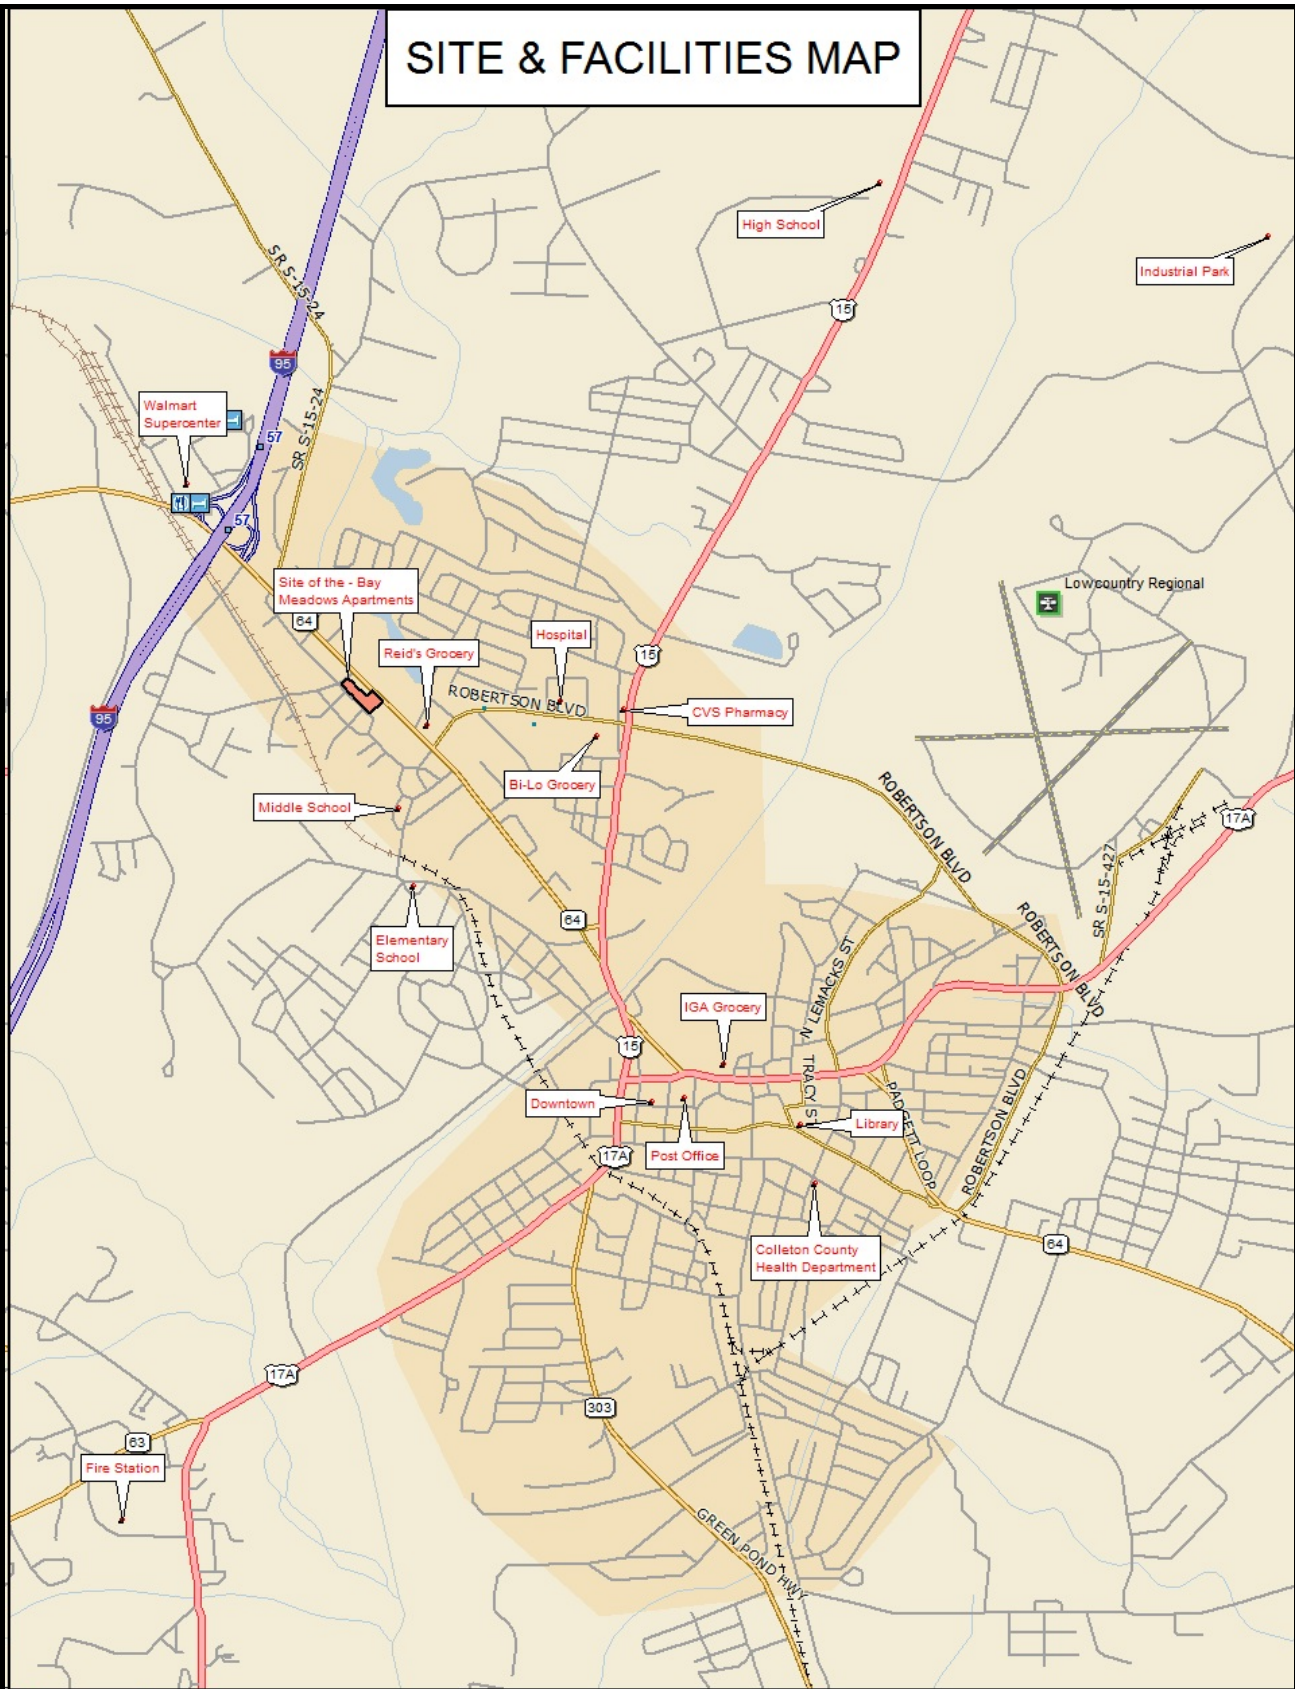 SITE & FACILITIES MAP
High School
Industrial Park
SR S-15-24
15
95
Walmart
Supercenter
SR S-15-24
57
57
Site of the - Bay
Meadows Apartments
Lowcountry Regional
64
Hospital
Reid's Grocery
15
ROBERTSON BLVD
CVS Pharmacy
95
Bi-Lo Grocery
ROBERTSON BLVD
Middle School
17A
SR S-15-427
64
Elementary
School
ROBERTSON BLVD
N LEMACKS ST
IGA Grocery
15
TRACY ST
Downtown
PADGETT LOOP
ROBERTSON BLVD
Library
17A
Post Office
64
Colleton County
Health Department
17A
303
63
Fire Station
GREEN POND HWY